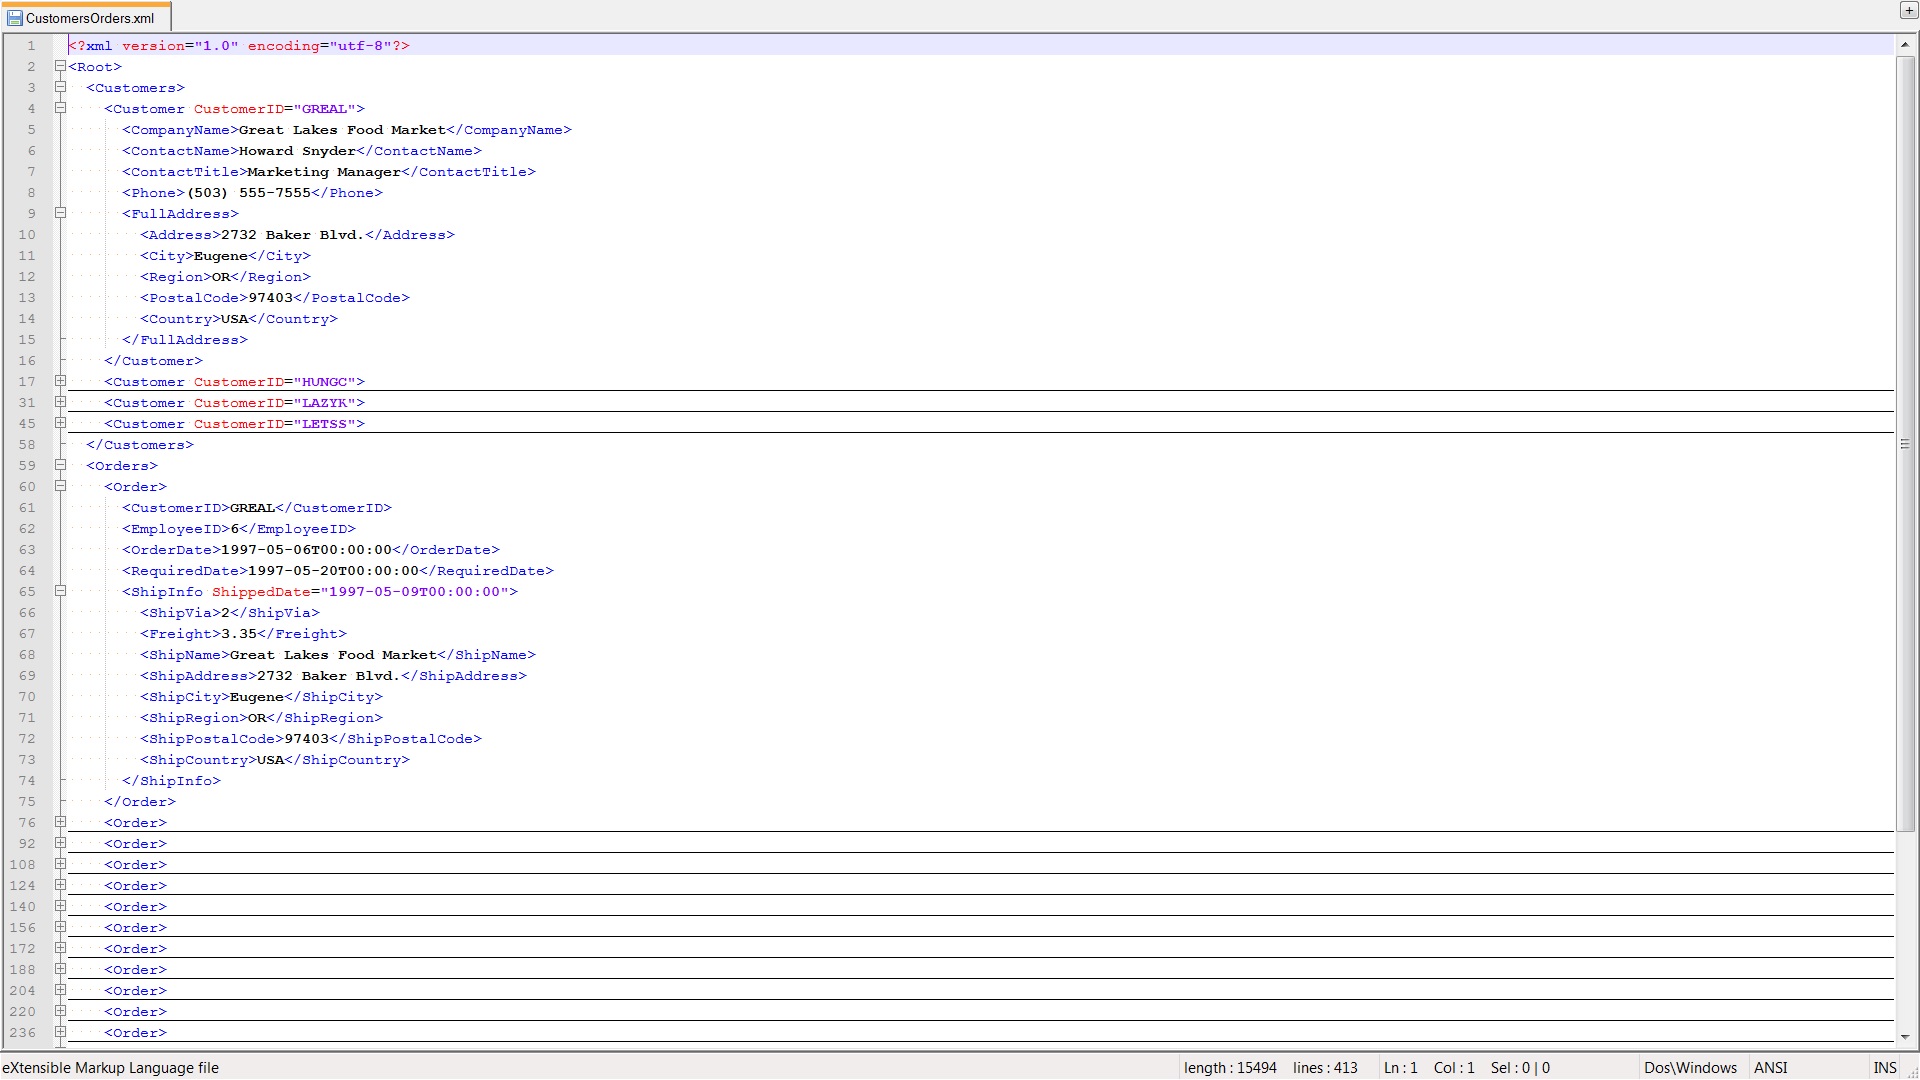 CustomersOrders.xml
1 <?xml version="1.0" encoding="utf-8"?>
2 <Root>
3 <Customers>
4 <Customer CustomerID="GREAL">
5 <CompanyName>Great Lakes Food Market</CompanyName>
6 <ContactName>Howard Snyder</ContactName>
7 <ContactTitle>Marketing Manager</ContactTitle>
8 <Phone>(503) 555-7555</Phone>
9 <FullAddress>
10 <Address>2732 Baker Blvd.</Address>
11 <City>Eugene</City>
12 <Region>OR</Region>
13 <PostalCode>97403</PostalCode>
14 <Country>USA</Country>
15 </FullAddress>
16 </Customer>
17 <Customer CustomerID="HUNGC">
31 <Customer CustomerID="LAZYK">
45 <Customer CustomerID="LETSS">
58 </Customers>
59 <Orders>
60 <Order>
61 <CustomerID>GREAL</CustomerID>
62 <EmployeeID>6</EmployeeID>
63 <OrderDate>1997-05-06T00:00:00</OrderDate>
64 <RequiredDate>1997-05-20T00:00:00</RequiredDate>
65 <ShipInfo ShippedDate="1997-05-09T00:00:00">
66 <ShipVia>2</ShipVia>
67 <Freight>3.35</Freight>
68 <ShipName>Great Lakes Food Market</ShipName>
69 <ShipAddress>2732 Baker Blvd.</ShipAddress>
70 <ShipCity>Eugene</ShipCity>
71 <ShipRegion>OR</ShipRegion>
72 <ShipPostalCode>97403</ShipPostalCode>
73 <ShipCountry>USA</ShipCountry>
74 </ShipInfo>
75 </Order>
76 <Order>
92 <Order>
108 <Order>
124 <Order>
140 <Order>
156 <Order>
172 <Order>
188 <Order>
204 <Order>
220 <Order>
236 <Order>
eXtensible Markup Language file length : 15494 lines : 413 Ln : 1 Col : 1 Sel : 0 | 0 Dos\Windows ANSI INS